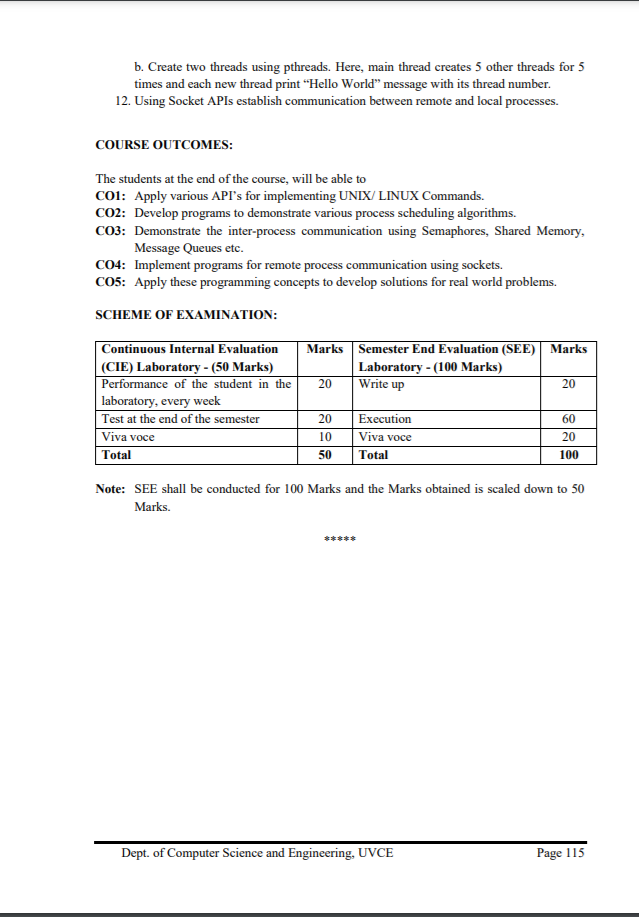 b. Create two threads using pthreads. Here, main thread creates 5 other threads for 5
times and each new thread print “Hello World” message with its thread number.
12. Using Socket APIs establish communication between remote and local processes.
COURSE OUTCOMES:
The students at the end of the course, will be able to
CO1: Apply various API's for implementing UNIX/ LINUX Commands.
CO2: Develop programs to demonstrate various process scheduling algorithms.
CO3: Demonstrate the inter-process communication using Semaphores, Shared Memory,
Message Queues etc.
CO4: Implement programs for remote process communication using sockets.
CO5: Apply these programming concepts to develop solutions for real world problems.
SCHEME OF EXAMINATION:
Continuous Internal Evaluation Marks Semester End Evaluation (SEE) Marks
(CIE) Laboratory - (50 Marks) Laboratory - (100 Marks)
Performance of the student in the 20 Write up 20
laboratory, every week
Test at the end of the semester 20 Execution 60
Viva voce 10 Viva voce 20
Total 50 Total 100
Note: SEE shall be conducted for 100 Marks and the Marks obtained is scaled down to 50
Marks.
*****
Dept. of Computer Science and Engineering, UVCE Page 115